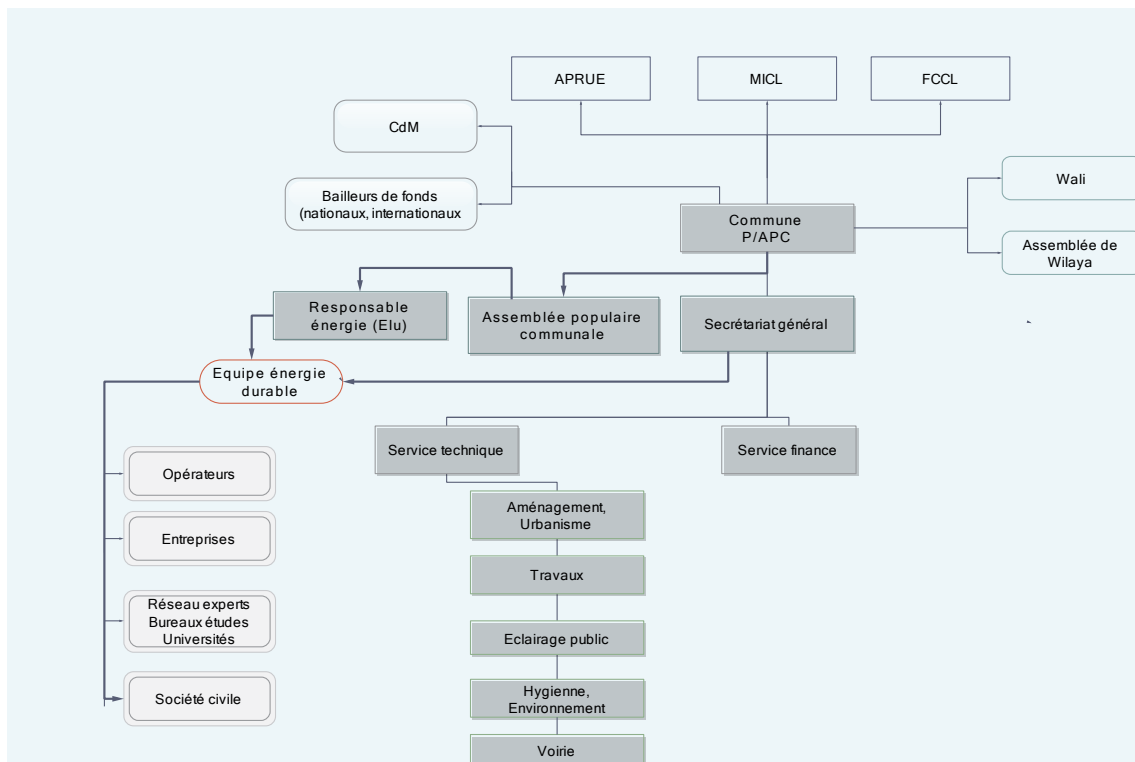 APRUE
MICL
FCCL
CdM
Bailleurs de fonds
(nationaux, internationaux
Wali
Commune
P/APC
Assemblée de
Wilaya
Responsable
énergie (Elu)
Assemblée populaire
communale
Secrétariat général
Equipe énergie
durable
Service technique
Service finance
Opérateurs
Entreprises
Réseau experts
Bureaux études
Universités
Société civile
Aménagement,
Urbanisme
Travaux
Eclairage public
Hygienne,
Environnement
Voirie